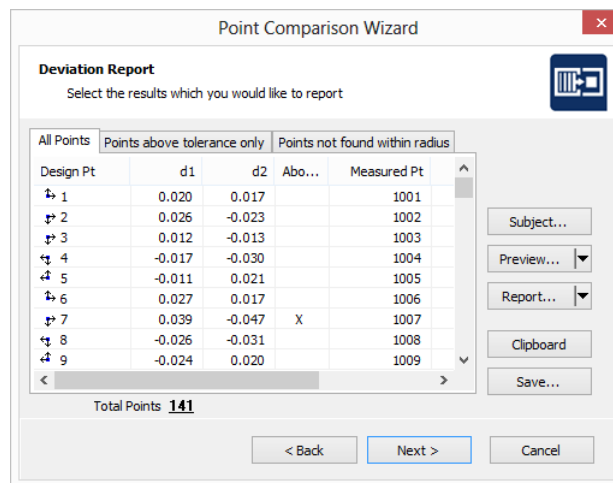 Point Comparison Wizard
Deviation Report
Select the results which you would like to report
All Points Points above tolerance only Points not found within radius
Design Pt d1 d2 Abo... Measured Pt
1 0.020 0.017 1001
2 0.026 -0.023 1002
3 0.012 -0.013 1003
4 -0.017 -0.030 1004
5 -0.011 0.021 1005
6 0.027 0.017 1006
7 0.039 -0.047 X 1007
8 -0.026 -0.031 1008
9 -0.024 0.020 1009
Total Points 141
Subject...
Preview...
Report...
Clipboard
Save...
< Back Next > Cancel